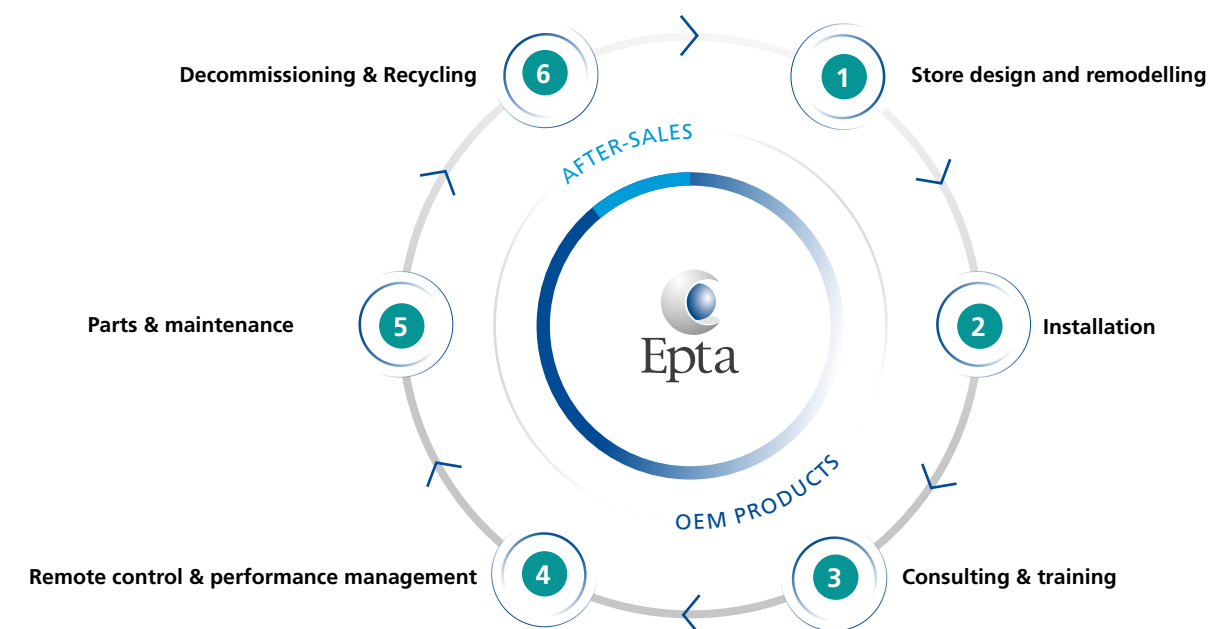 6
Decommissioning & Recycling
1
Store design and remodelling
AFTER-SALES
Epta
5
Parts & maintenance
2
Installation
OEM PRODUCTS
4
Remote control & performance management
3
Consulting & training